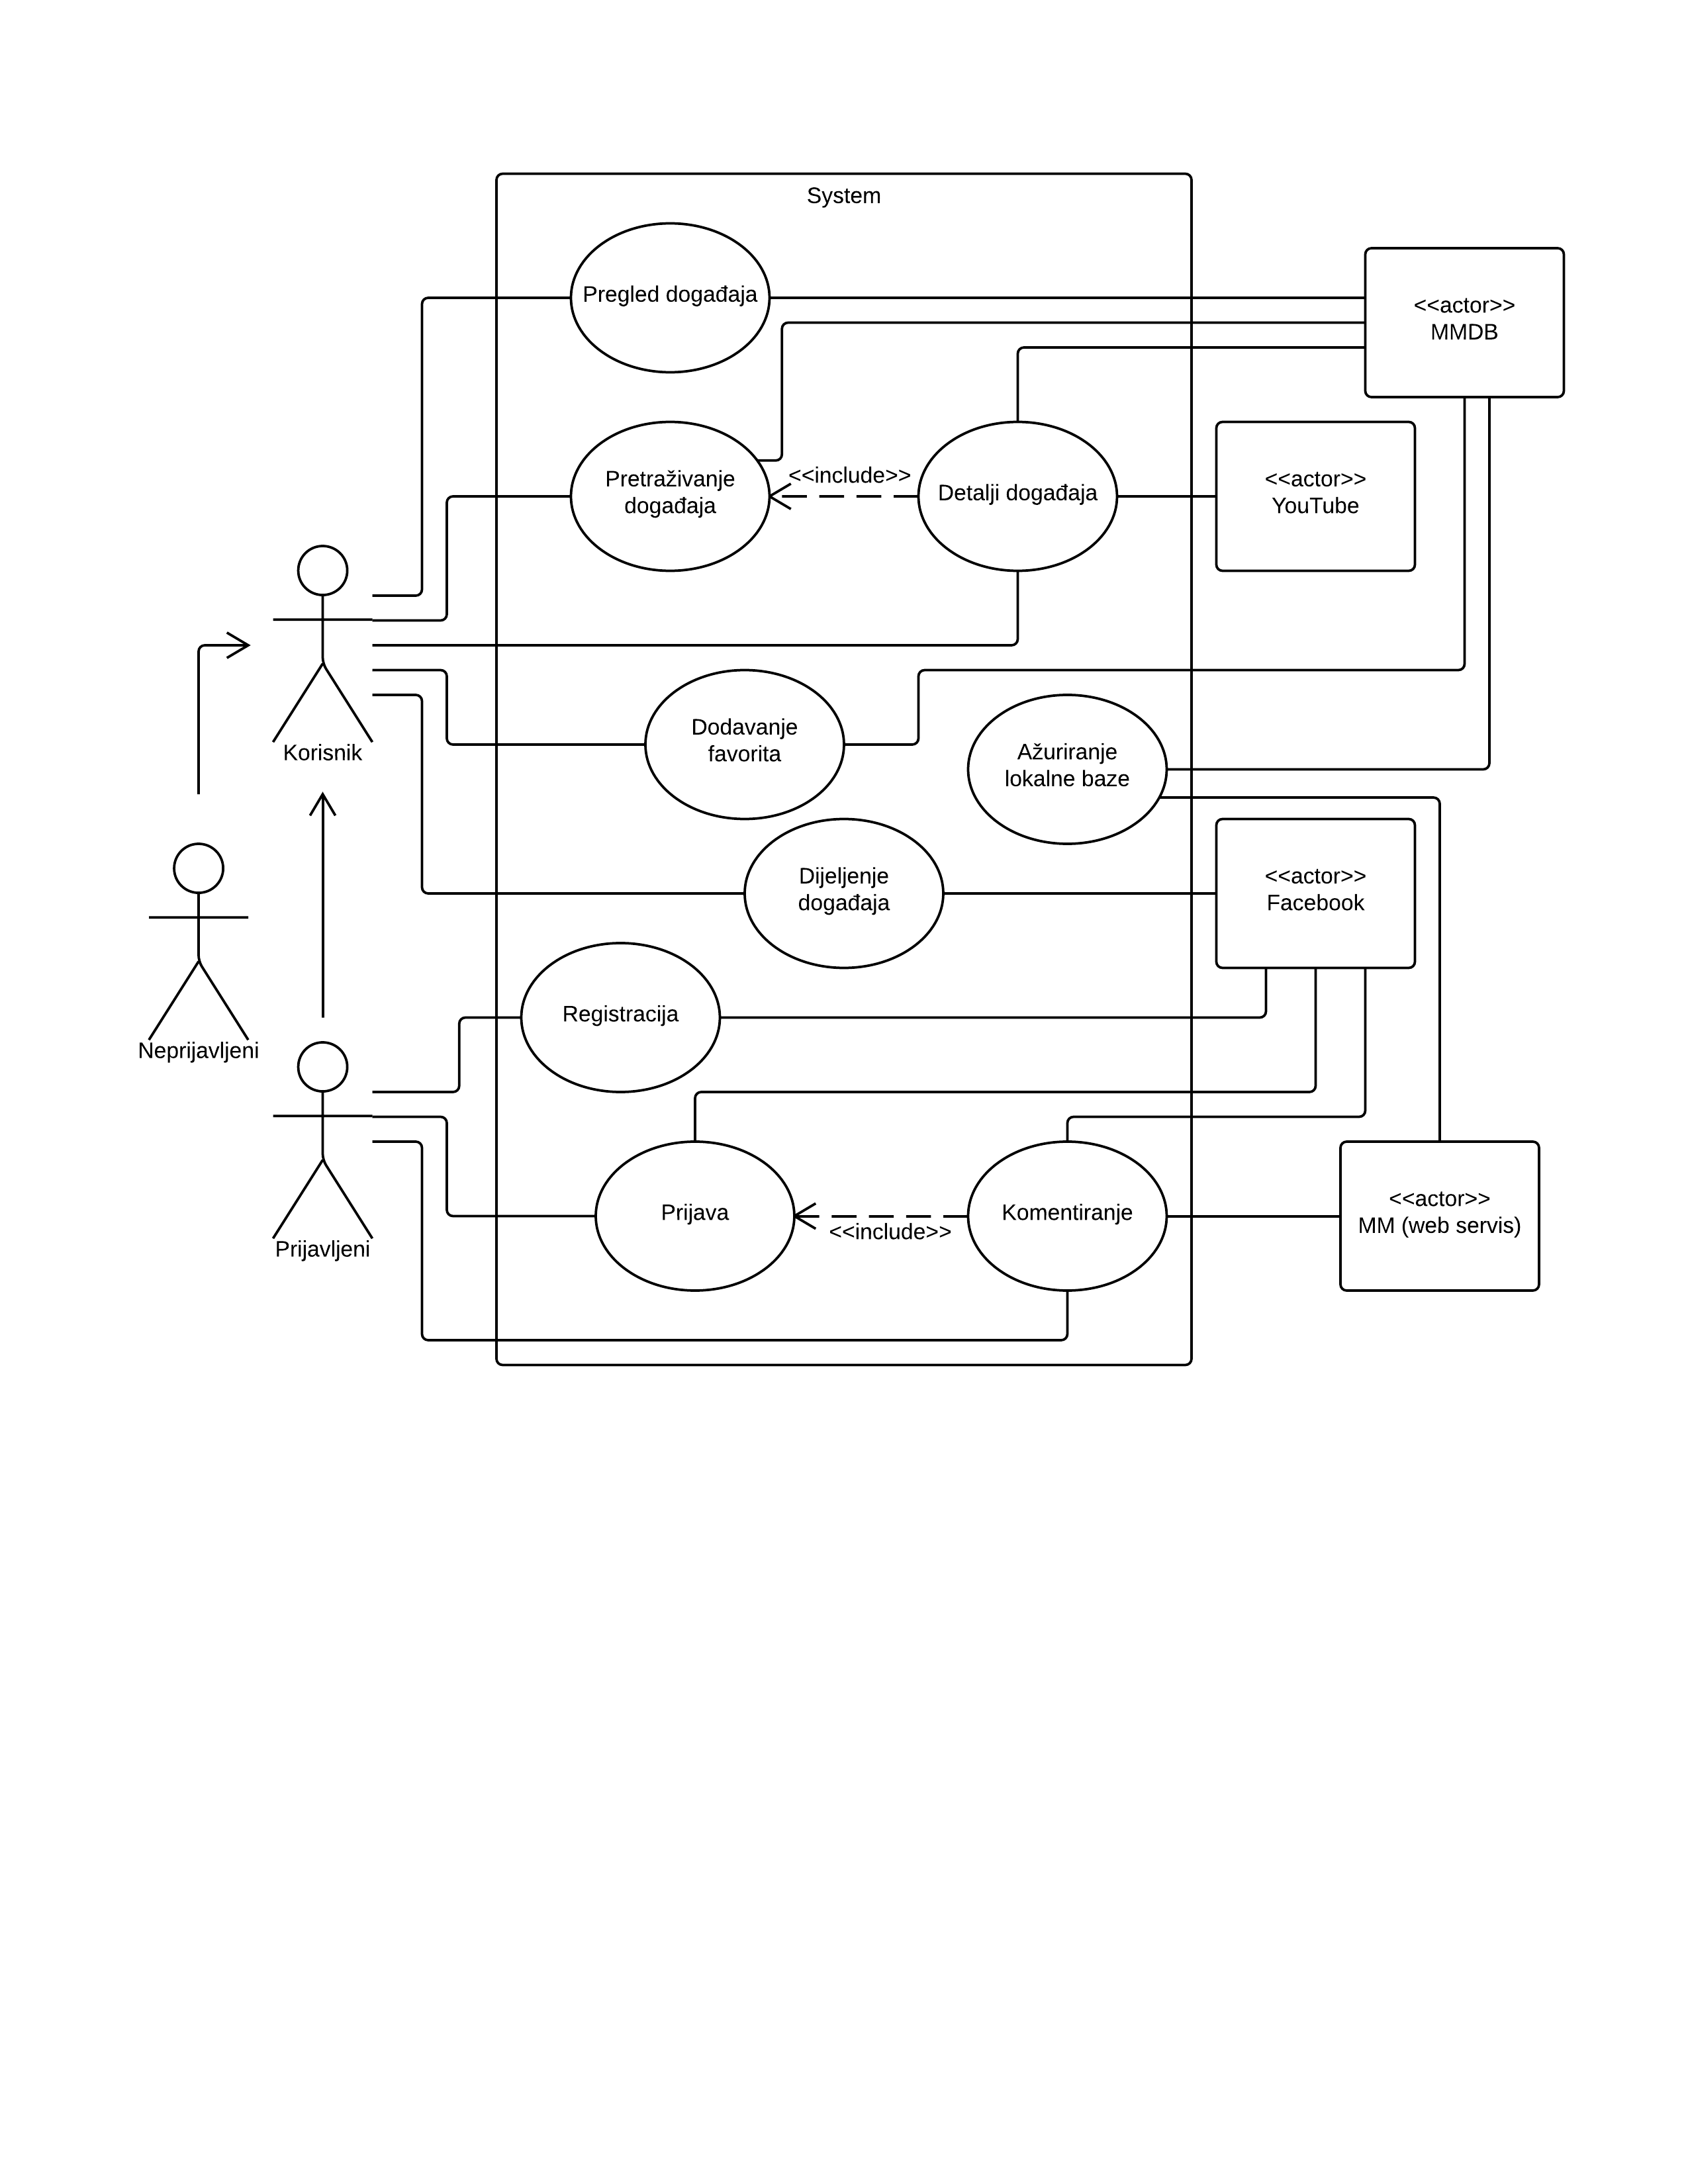 System
Pregled događaja
<<actor>>
MMDB
Pretraživanje
događaja
<<include>>
Detalji događaja
<<actor>>
YouTube
Korisnik
Dodavanje
favorita
Ažuriranje
lokalne baze
Dijeljenje
događaja
<<actor>>
Facebook
Neprijavljeni
Registracija
Prijavljeni
Prijava
<<include>>
Komentiranje
<<actor>>
MM (web servis)